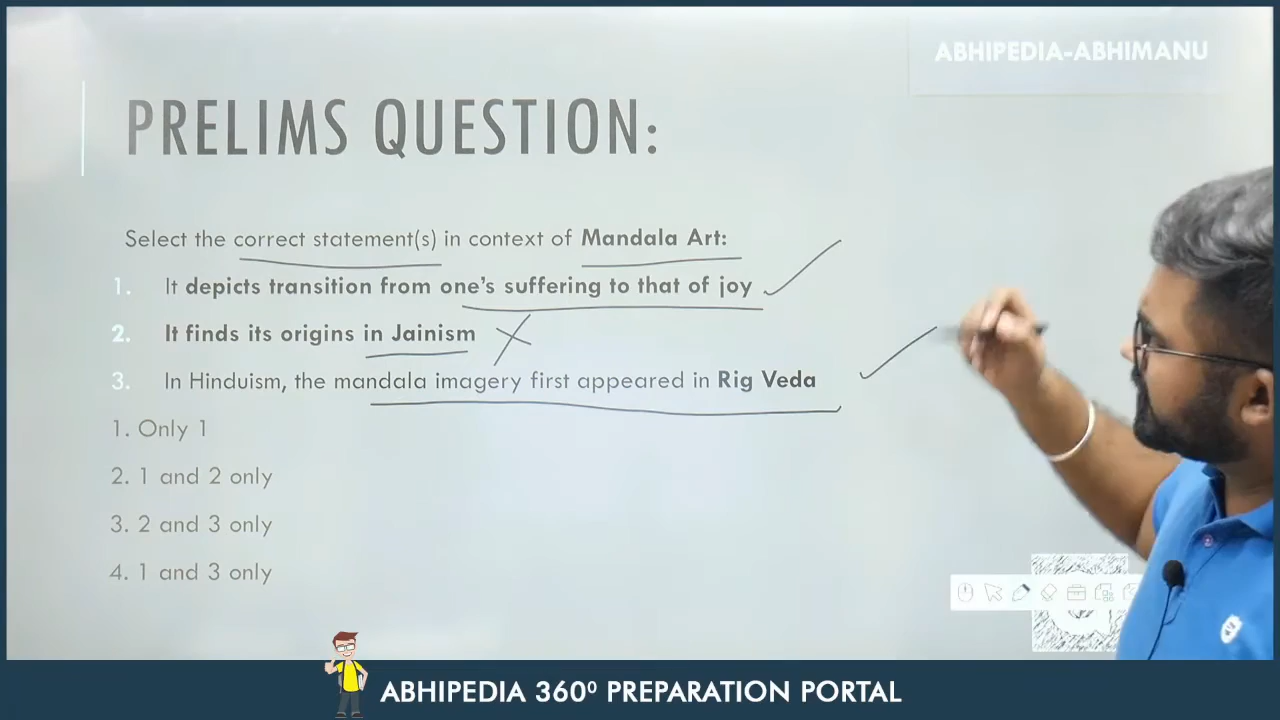 ABHIPEDIA-ABHIMANU
PRELIMS QUESTION:
Select the correct statement(s) in context of Mandala Art:
1. It depicts transition from one's suffering to that of joy
2. It finds its origins in Jainism
3. In Hinduism, the mandala imagery first appeared in Rig Veda
1. Only 1
2. 1 and 2 only
3. 2 and 3 only
4. 1 and 3 only
ABHIPEDIA 360⁰ PREPARATION PORTAL